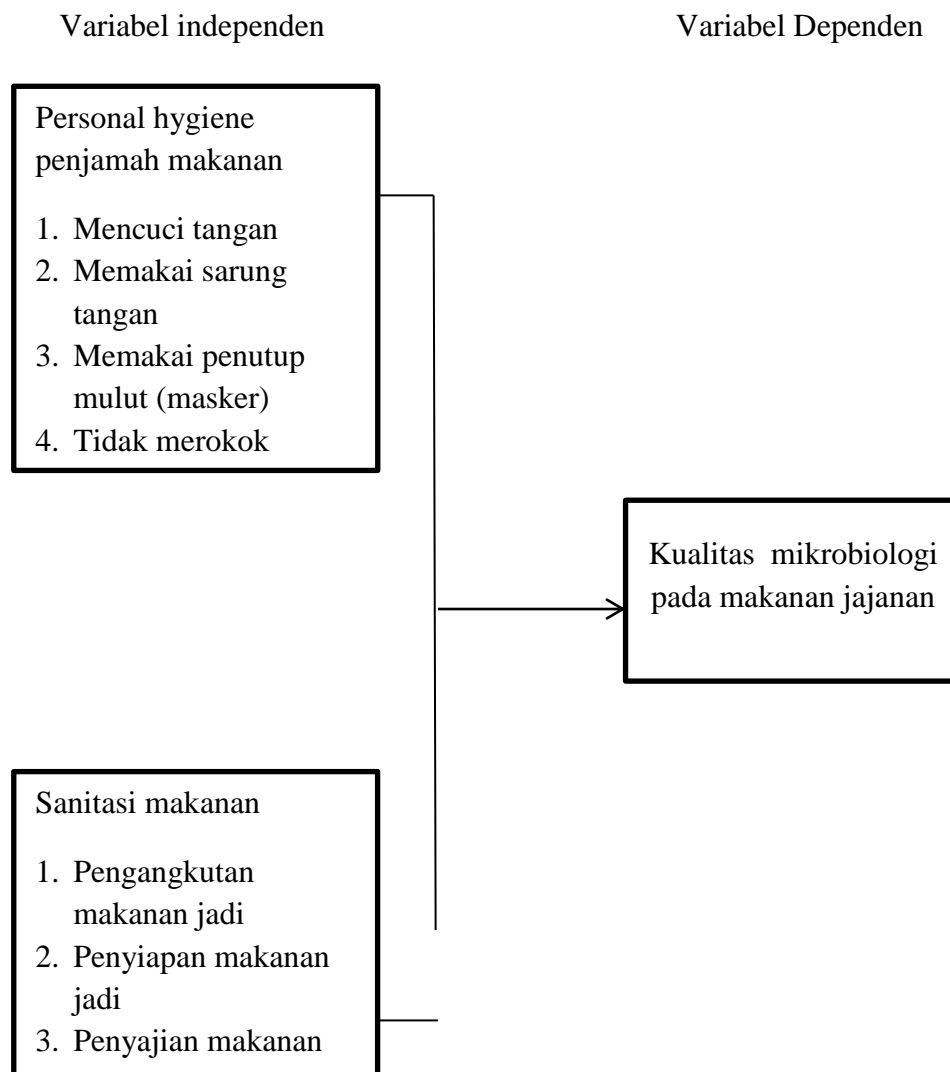 Variabel independen
Variabel Dependen
Personal hygiene
penjamah makanan
1. Mencuci tangan
2. Memakai sarung
tangan
3. Memakai penutup
mulut (masker)
4. Tidak merokok
Kualitas mikrobiologi
pada makanan jajanan
Sanitasi makanan
1. Pengangkutan
makanan jadi
2. Penyiapan makanan
jadi
3. Penyajian makanan